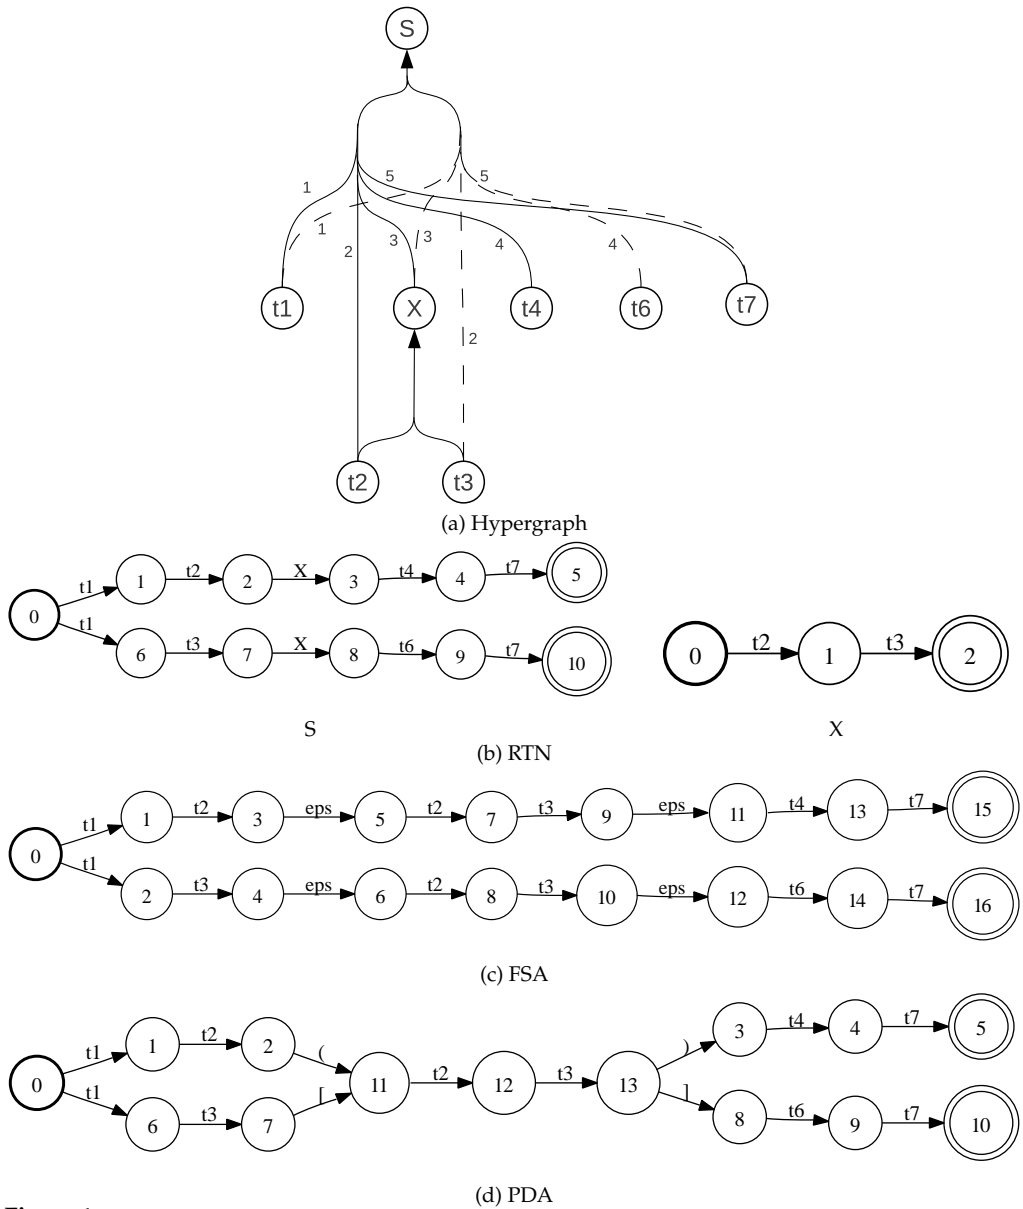 S
1 5 5
1 3 3 4 4
2
t1 X t4 t6 t7
2
t2 t3
(a) Hypergraph
0 t1 1 t2 2 X 3 t4 4 t7 5
t1 6 t3 7 X 8 t6 9 t7 10
0 t2 1 t3 2
S X
(b) RTN
0 t1 1 t2 3 eps 5 t2 7 t3 9 eps 11 t4 13 t7 15
t1 2 t3 4 eps 6 t2 8 t3 10 eps 12 t6 14 t7 16
(c) FSA
0 t1 1 t2 2 ( 11 t2 12 t3 13 ) 3 t4 4 t7 5
t1 6 t3 7 [ ] 8 t6 9 t7 10
(d) PDA